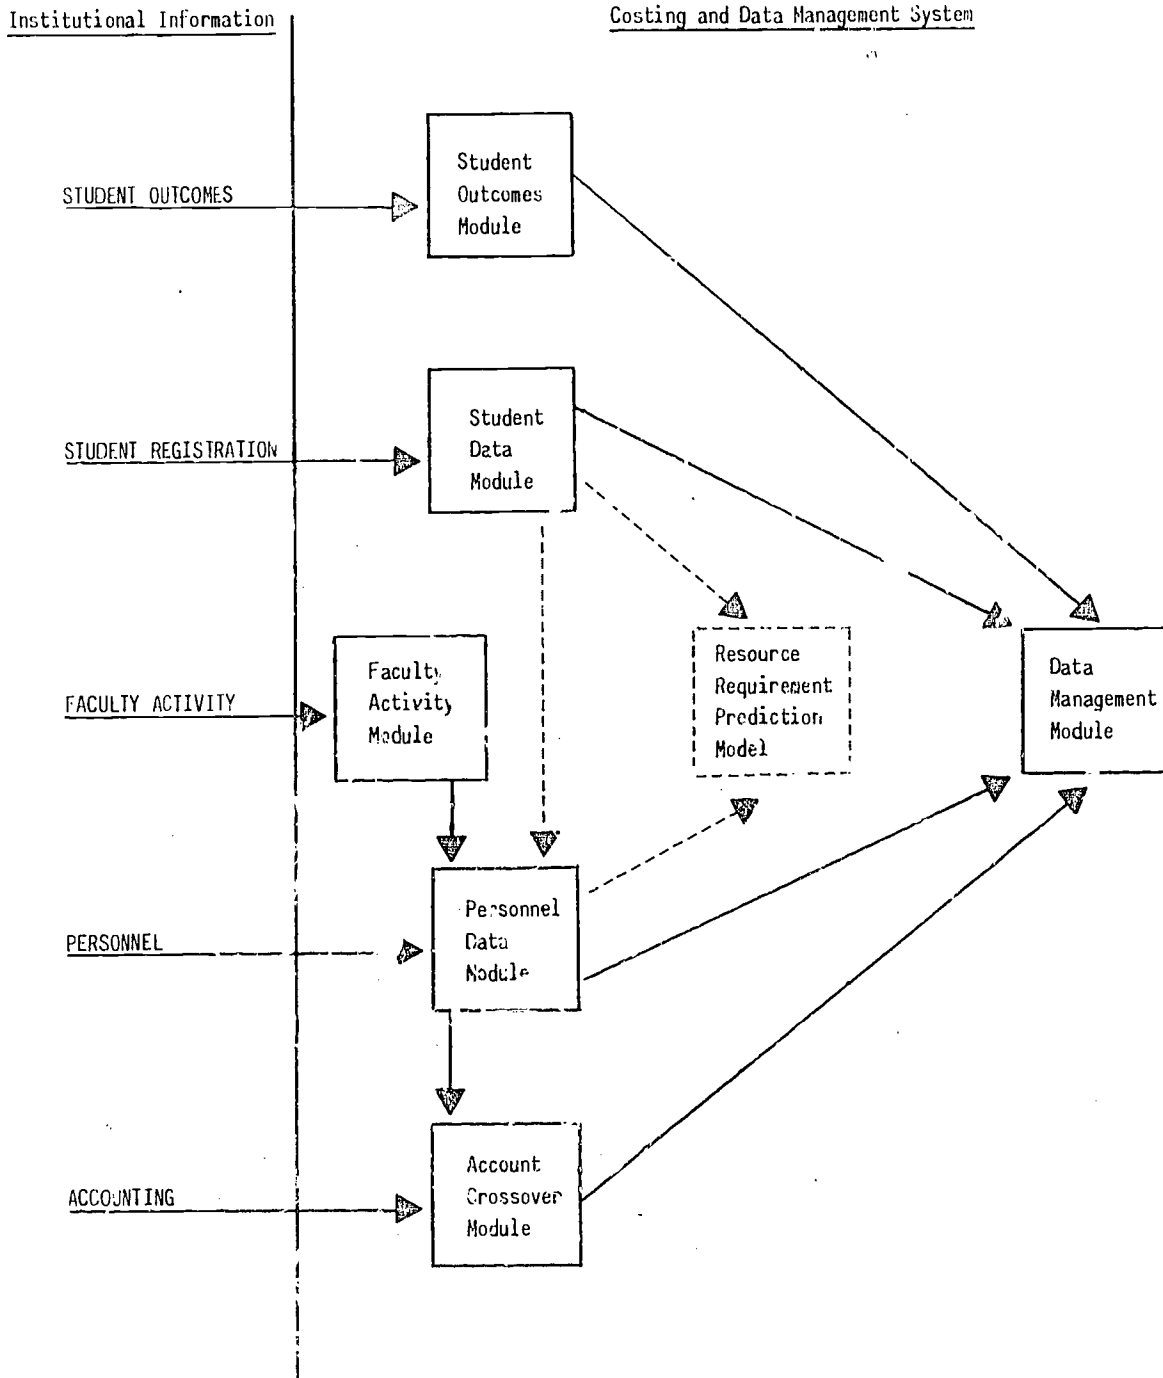 Institutional Information
Costing and Data Management System
Student
Outcomes
Module
STUDENT OUTCOMES
Student
Data
Module
STUDENT REGISTRATION
Faculty
Activity
Module
FACULTY ACTIVITY
Resource
Requirement
Prediction
Model
Data
Management
Module
Personnel
Data
Module
PERSONNEL
Account
Crossover
Module
ACCOUNTING